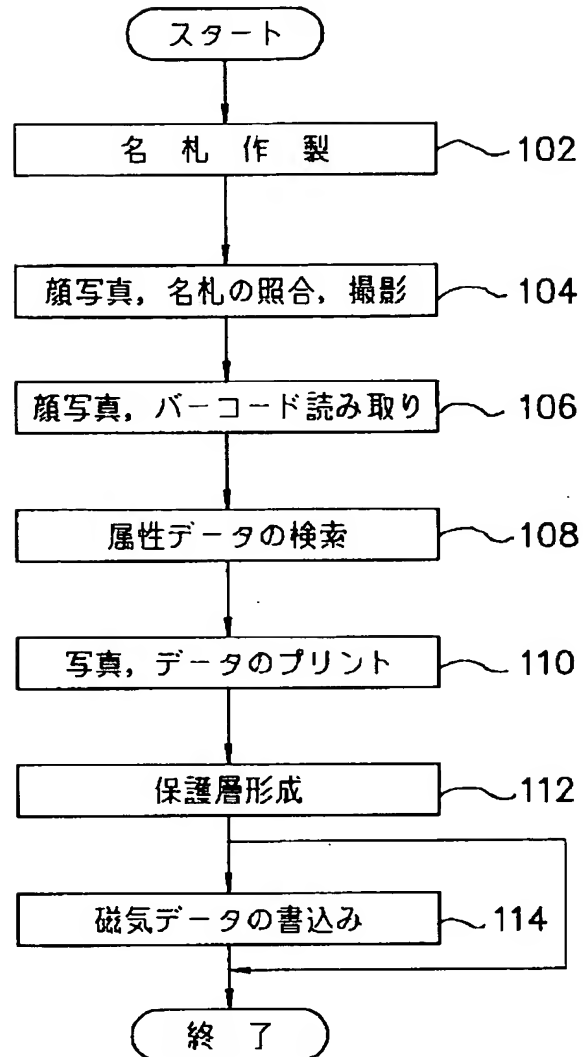 スタート
名札作製 102
顔写真，名札の照合，撮影 104
顔写真，バーコード読み取り 106
属性データの検索 108
写真，データのプリント 110
保護層形成 112
磁気データの書込み 114
終了